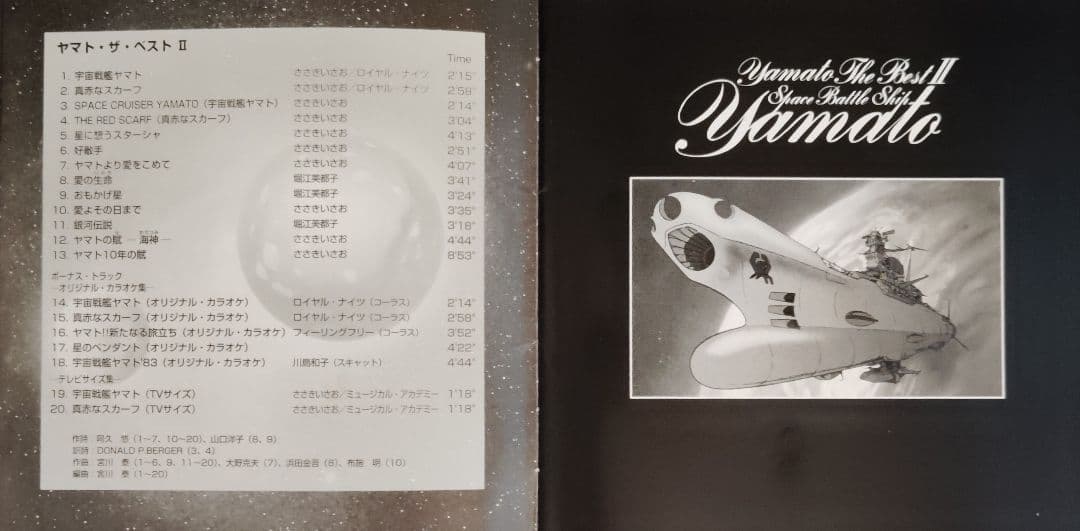 ヤマト・ザ・ベスト Ⅱ
Time
1. 宇宙戦艦ヤマト ささきいさお/ロイヤル・ナイツ 2'15"
2. 真赤なスカーフ ささきいさお/ロイヤル・ナイツ 2'58"
3. SPACE CRUISER YAMATO(宇宙戦艦ヤマト) ささきいさお 2'14"
4. THE RED SCARF(真赤なスカーフ) ささきいさお 3'04"
5. 星に想うスターシャ ささきいさお 4'13"
6. 好敵手 ささきいさお 2'51"
7. ヤマトより愛をこめて ささきいさお 4'07"
8. 愛の生命 堀江美都子 3'41"
9. おもかげ星 堀江美都子 3'24"
10. 愛よその日まで ささきいさお 3'35"
11. 銀河伝説 堀江美都子 3'18"
12. ヤマトの賦 ─ 海神 ─ ささきいさお 4'44"
13. ヤマト10年の賦 ささきいさお 8'53"
ボーナス・トラック
─オリジナル・カラオケ集─
14. 宇宙戦艦ヤマト(オリジナル・カラオケ) ロイヤル・ナイツ(コーラス) 2'14"
15. 真赤なスカーフ(オリジナル・カラオケ) ロイヤル・ナイツ(コーラス) 2'58"
16. ヤマト!!新たなる旅立ち(オリジナル・カラオケ) フィーリングフリー(コーラス) 3'52"
17. 星のペンダント(オリジナル・カラオケ) 4'22"
18. 宇宙戦艦ヤマト'83(オリジナル・カラオケ) 川島和子(スキャット) 4'44"
─テレビサイズ集─
19. 宇宙戦艦ヤマト(TVサイズ) ささきいさお/ミュージカル・アカデミー 1'18"
20. 真赤なスカーフ(TVサイズ) ささきいさお/ミュージカル・アカデミー 1'18"
作詩:阿久 悠(1〜7、10〜20)、山口洋子(8、9)
訳詩:DONALD P.BERGER(3、4)
作曲:宮川 泰(1〜6、9、11〜20)、大野克夫(7)、浜田金吾(8)、布施 明(10)
編曲:宮川 泰(1〜20)
Yamato The Best II
Space Battle Ship
Yamato